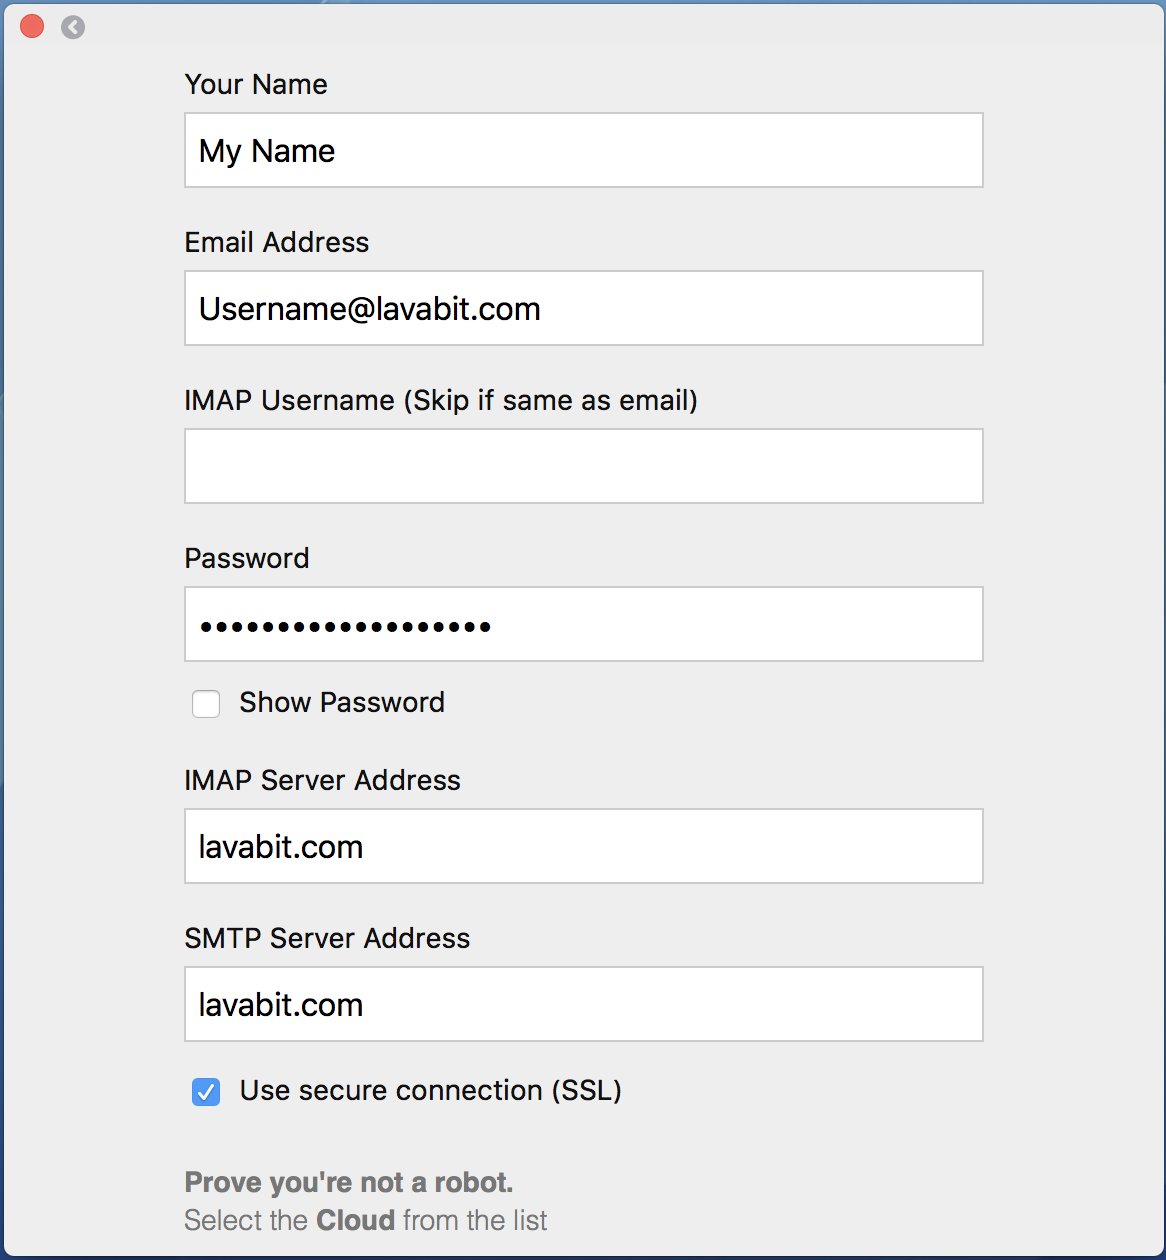 Your Name
My Name
Email Address
Username@lavabit.com
IMAP Username (Skip if same as email)
Password
•••••••••••••••••••
Show Password
IMAP Server Address
lavabit.com
SMTP Server Address
lavabit.com
Use secure connection (SSL)
Prove you're not a robot.
Select the Cloud from the list